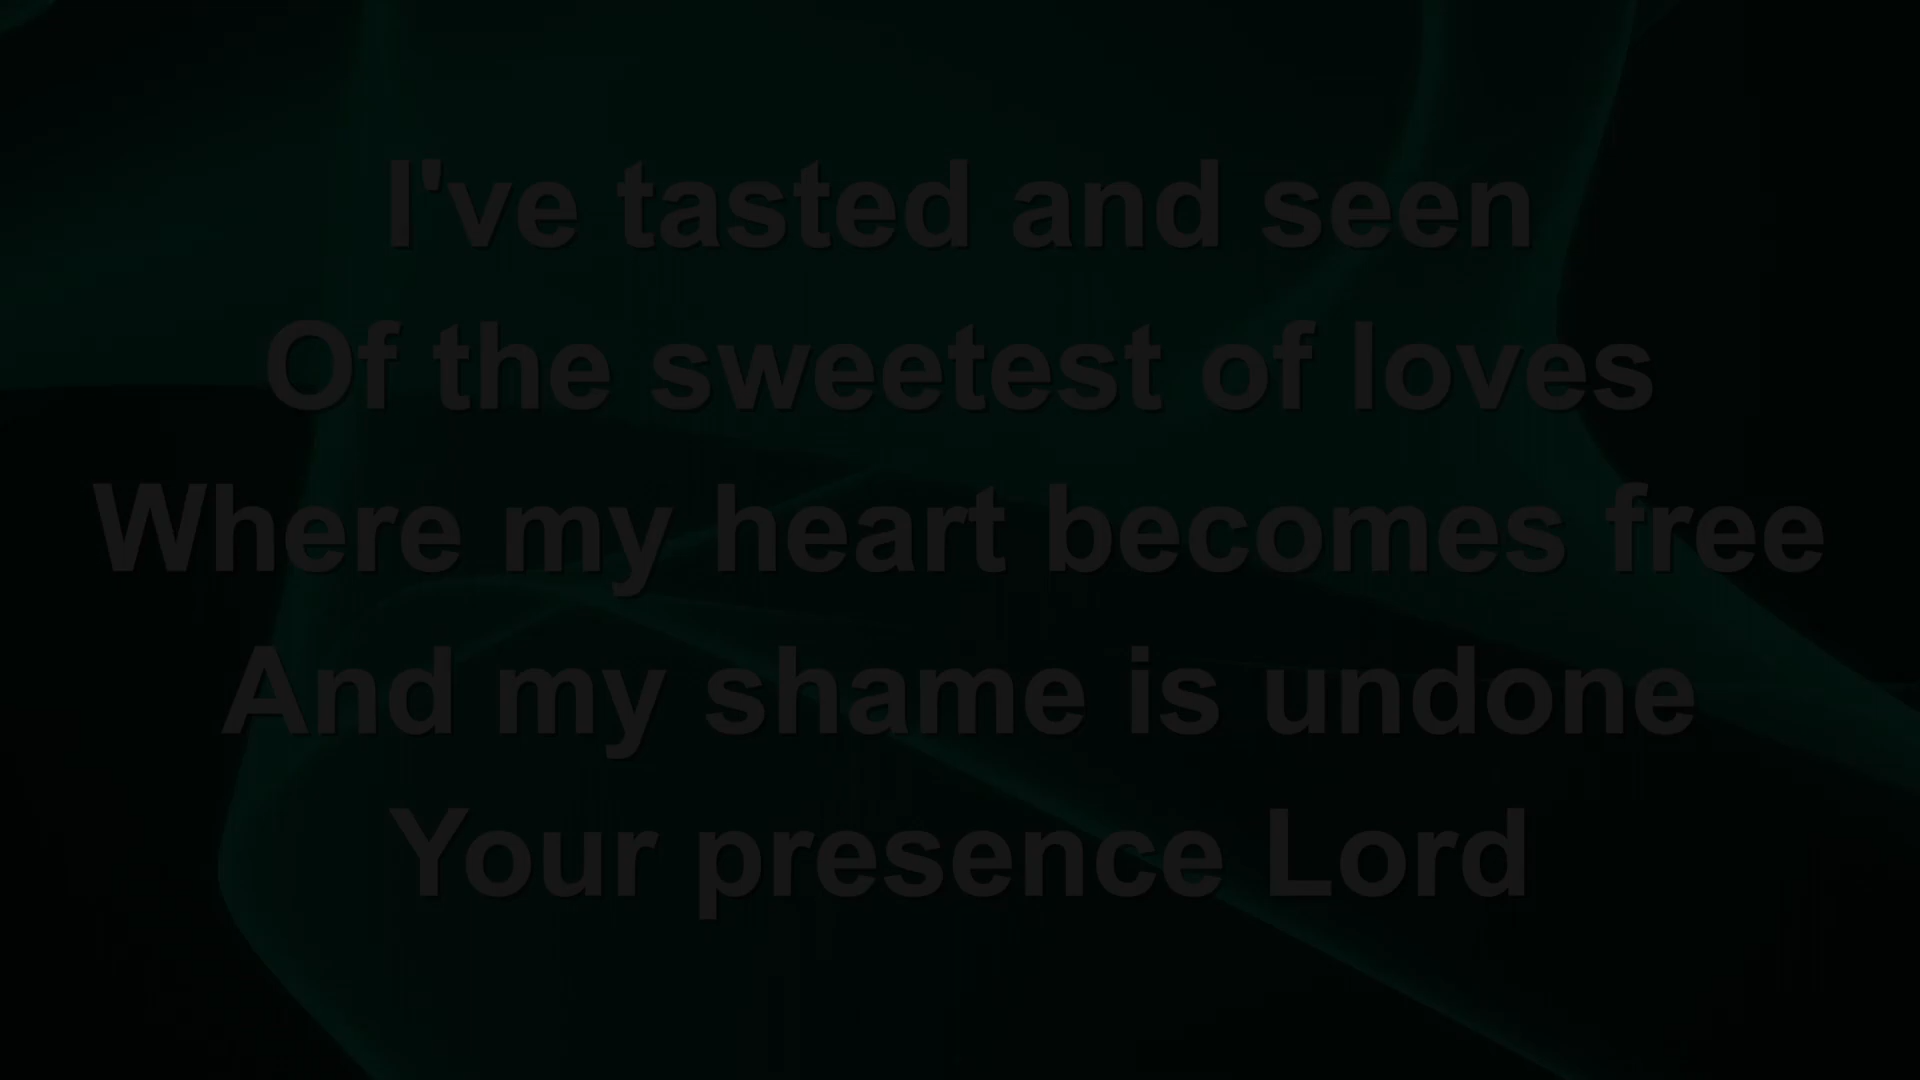 I've tasted and seen
Of the sweetest of loves
Where my heart becomes free
And my shame is undone
Your presence Lord